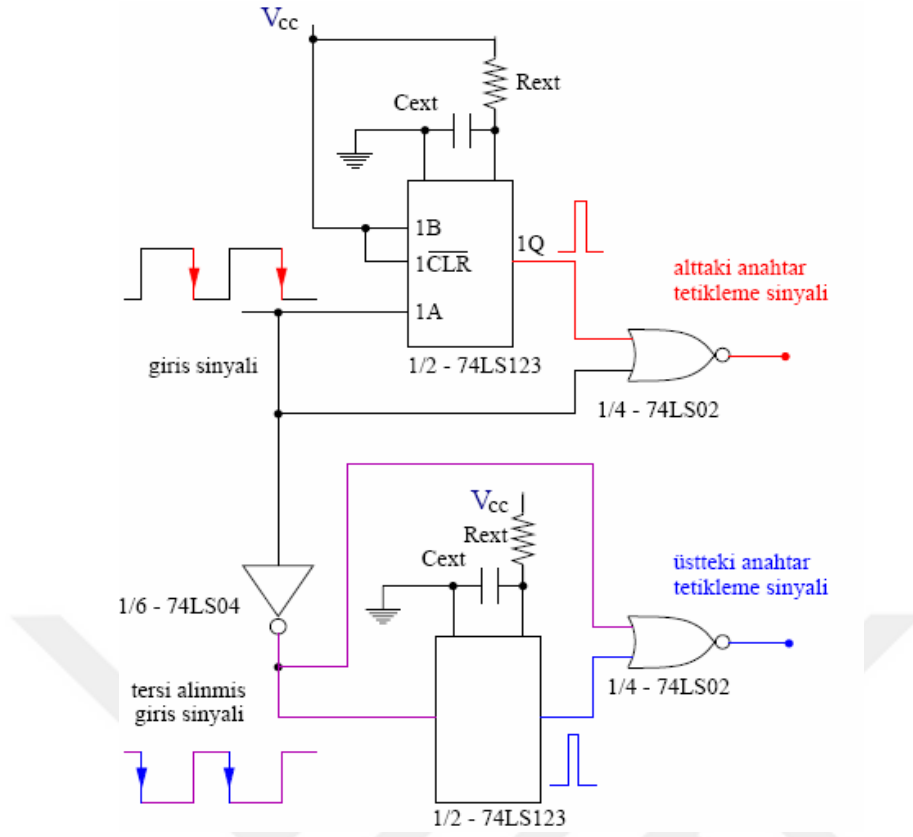 Vcc
Rext
Cext
1B
1CLR
1A
1Q
alttaki anahtar
tetikleme sinyali
giris sinyali
1/2 - 74LS123
1/4 - 74LS02
Vcc
Rext
Cext
üstteki anahtar
tetikleme sinyali
1/6 - 74LS04
1/4 - 74LS02
tersi alinmis
giris sinyali
1/2 - 74LS123